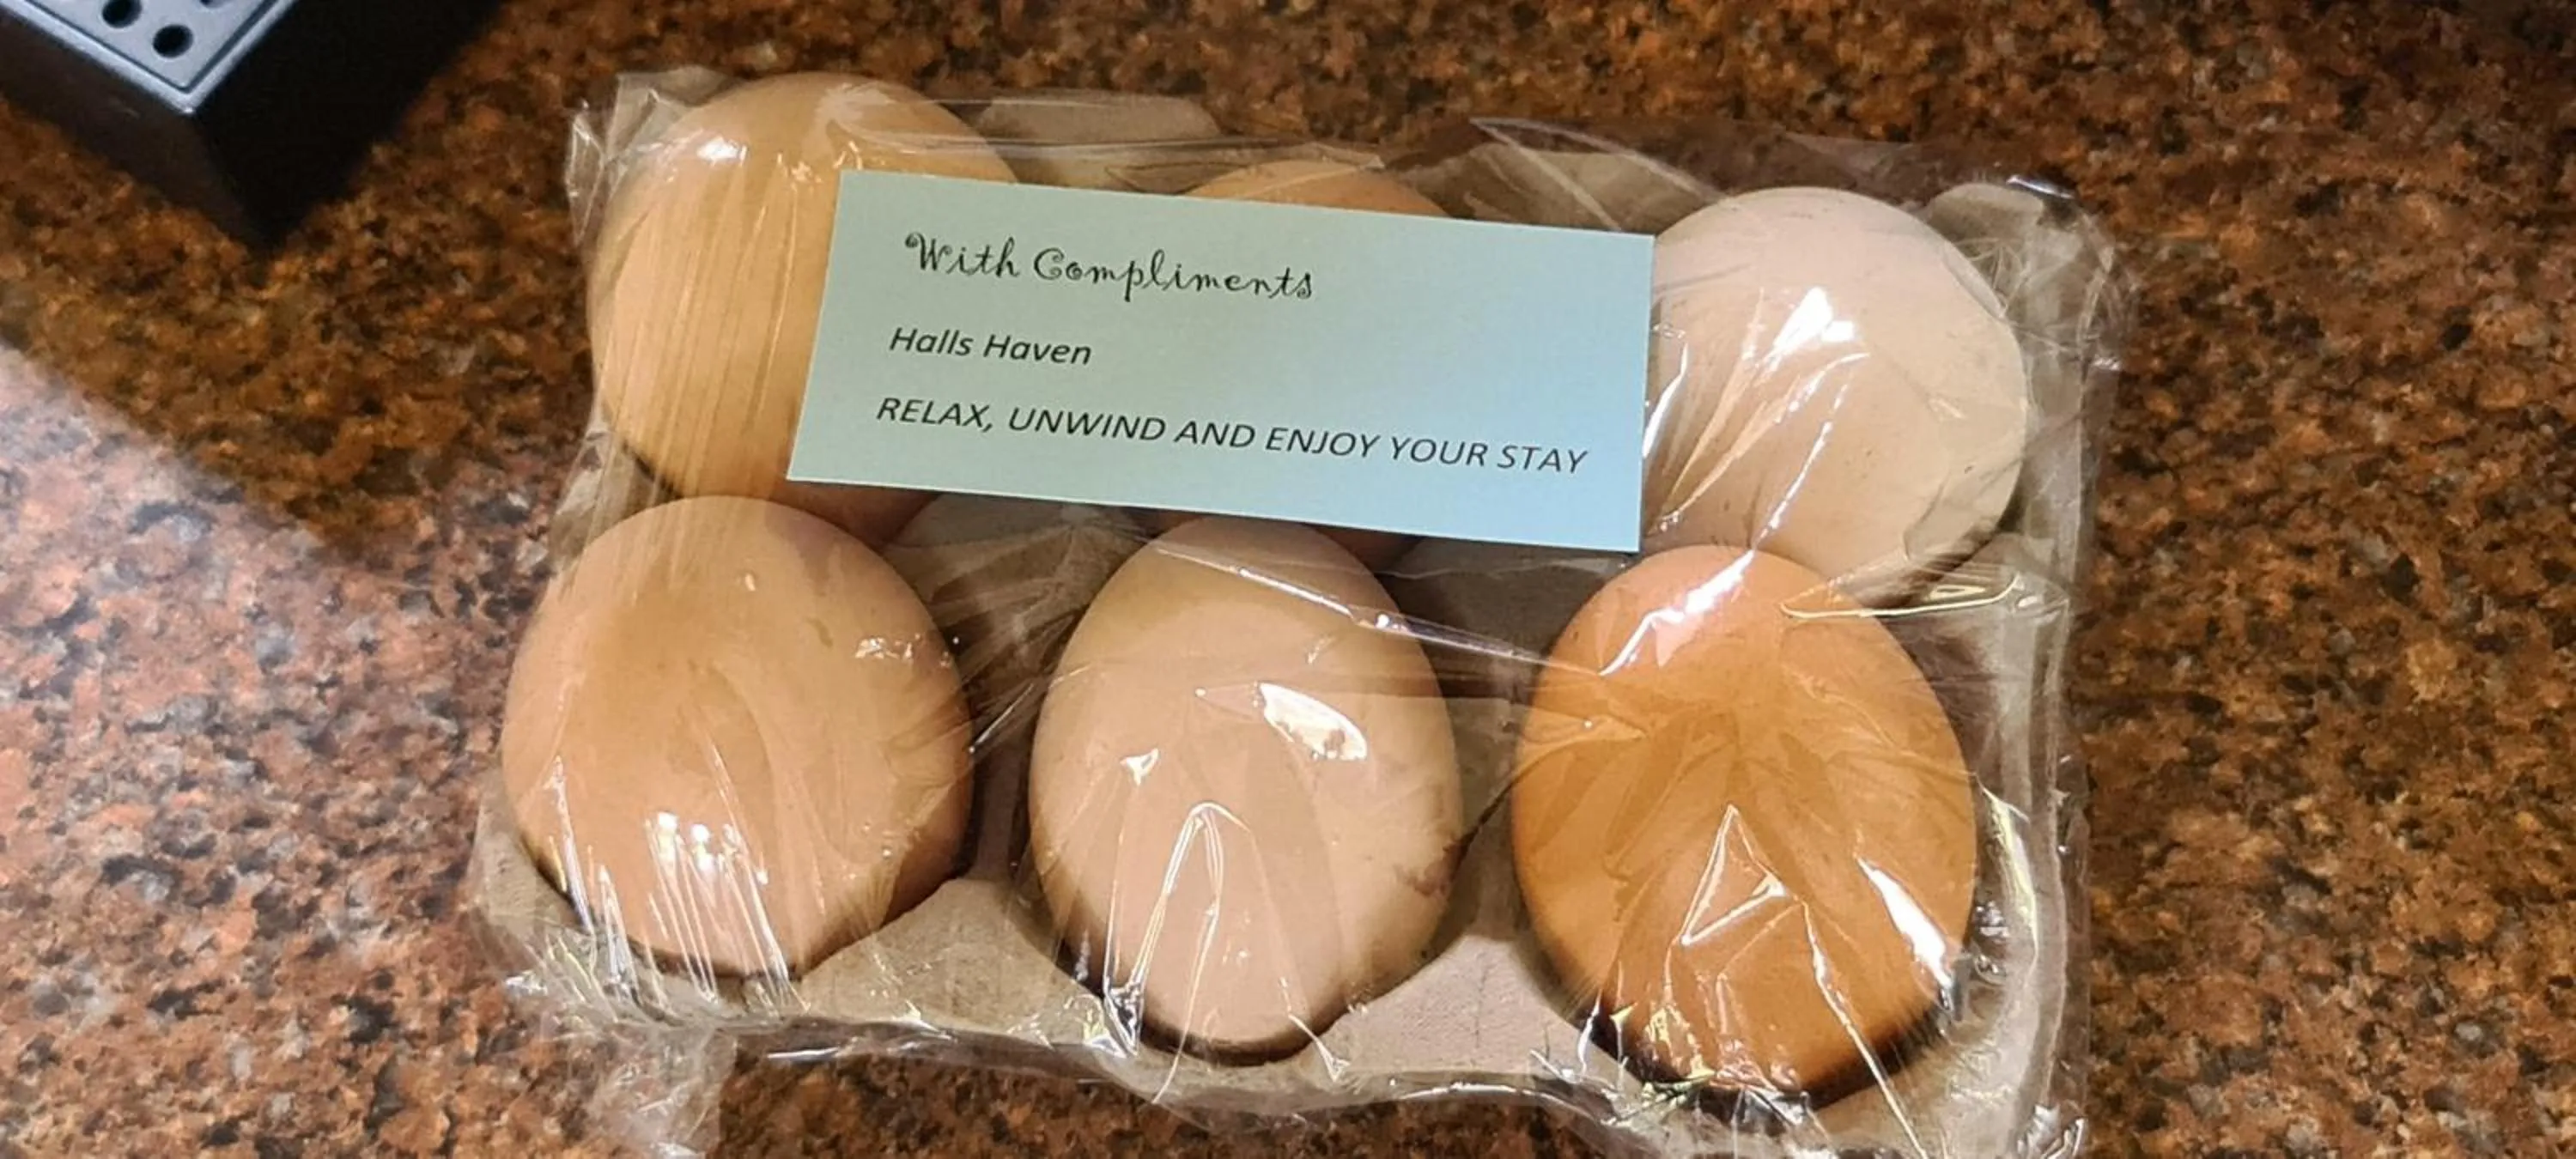 With Compliments
Halls Haven
RELAX, UNWIND AND ENJOY YOUR STAY